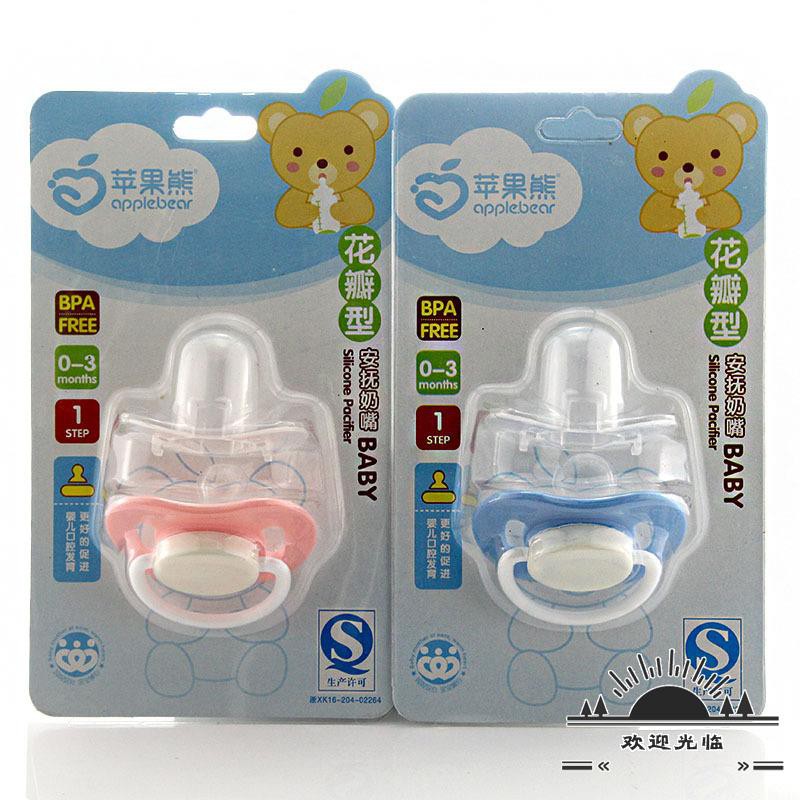 苹果熊
applebear
花瓣型
安抚奶嘴 BABY
Silicone Pacifier
BPA
FREE
0-3
months
1
STEP
更好的促进
婴儿口腔发育
生产许可
浙XK16-204-02264
苹果熊
applebear
花瓣型
安抚奶嘴 BABY
Silicone Pacifier
BPA
FREE
0-3
months
1
STEP
更好的促进
婴儿口腔发育
欢迎光临